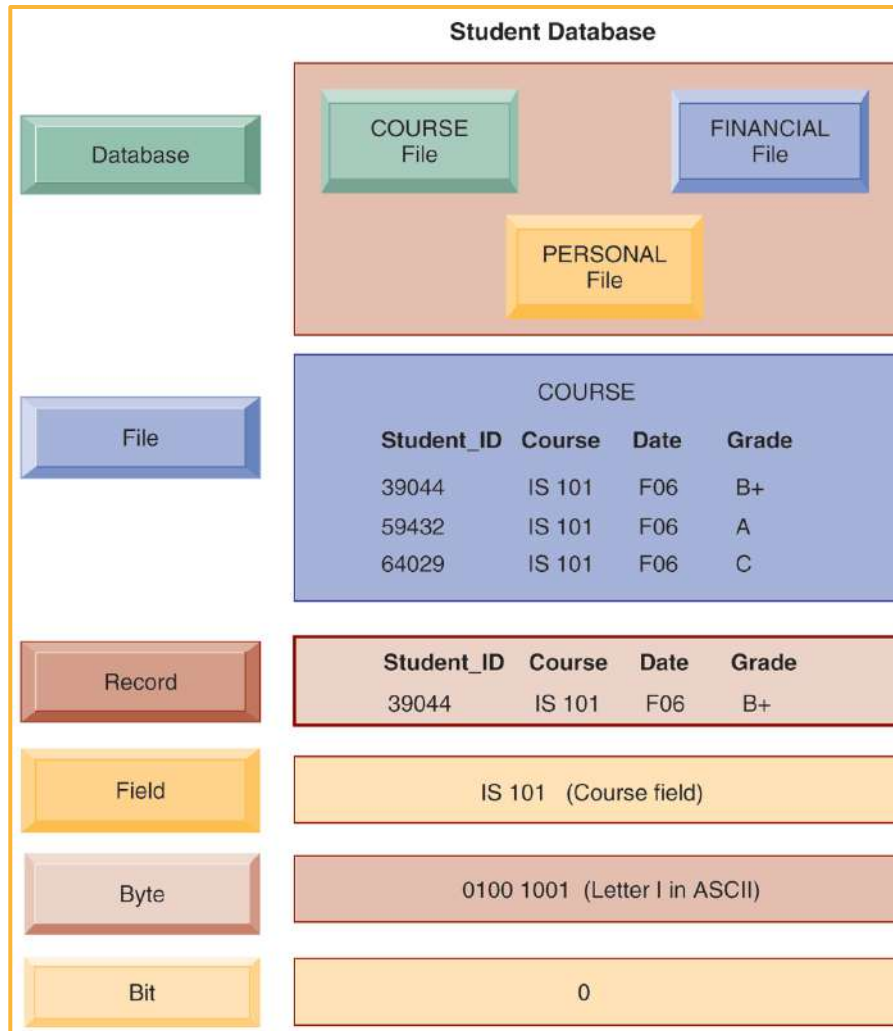 Student Database
Database
COURSE
File
FINANCIAL
File
PERSONAL
File
File
COURSE
Student_ID Course Date Grade
39044 IS 101 F06 B+
59432 IS 101 F06 A
64029 IS 101 F06 C
Record
Student_ID Course Date Grade
39044 IS 101 F06 B+
Field
IS 101 (Course field)
Byte
0100 1001 (Letter I in ASCII)
Bit
0